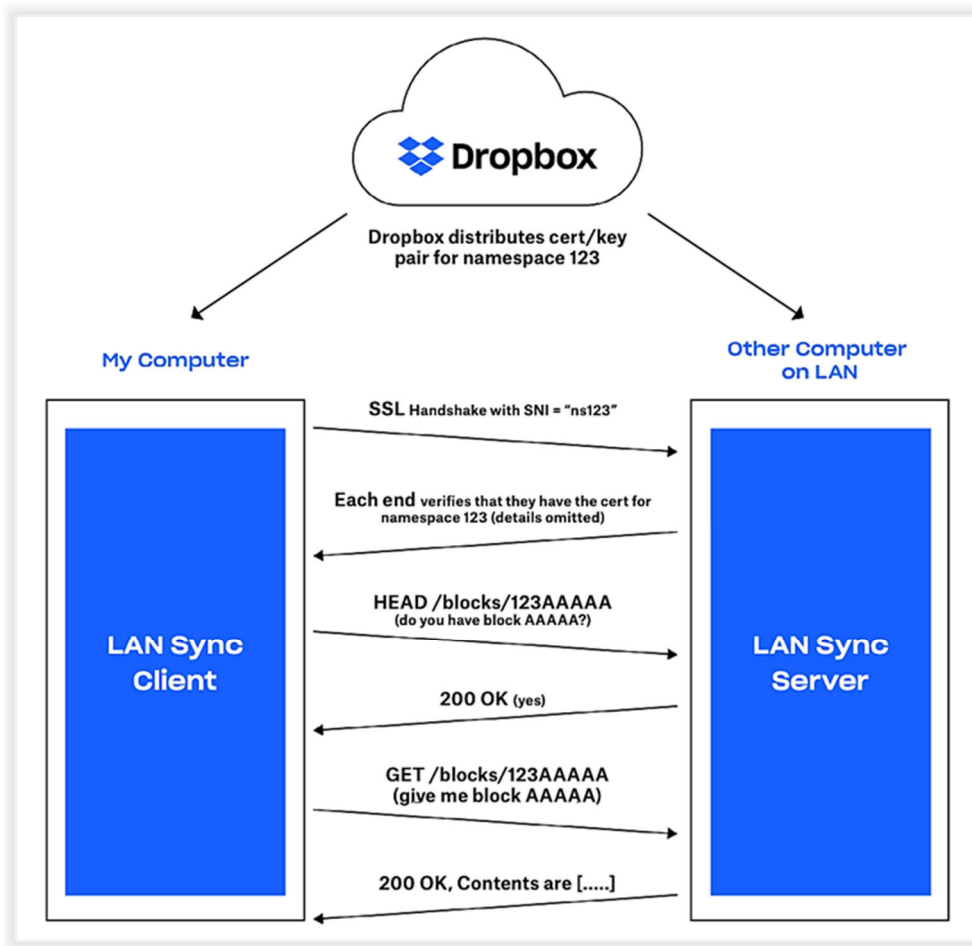 Dropbox
Dropbox distributes cert/key
pair for namespace 123
My Computer
Other Computer
on LAN
SSL Handshake with SNI = “ns123”
Each end verifies that they have the cert for
namespace 123 (details omitted)
HEAD /blocks/123AAAAA
(do you have block AAAAA?)
LAN Sync
Client
LAN Sync
Server
200 OK (yes)
GET /blocks/123AAAAA
(give me block AAAAA)
200 OK, Contents are [.....]